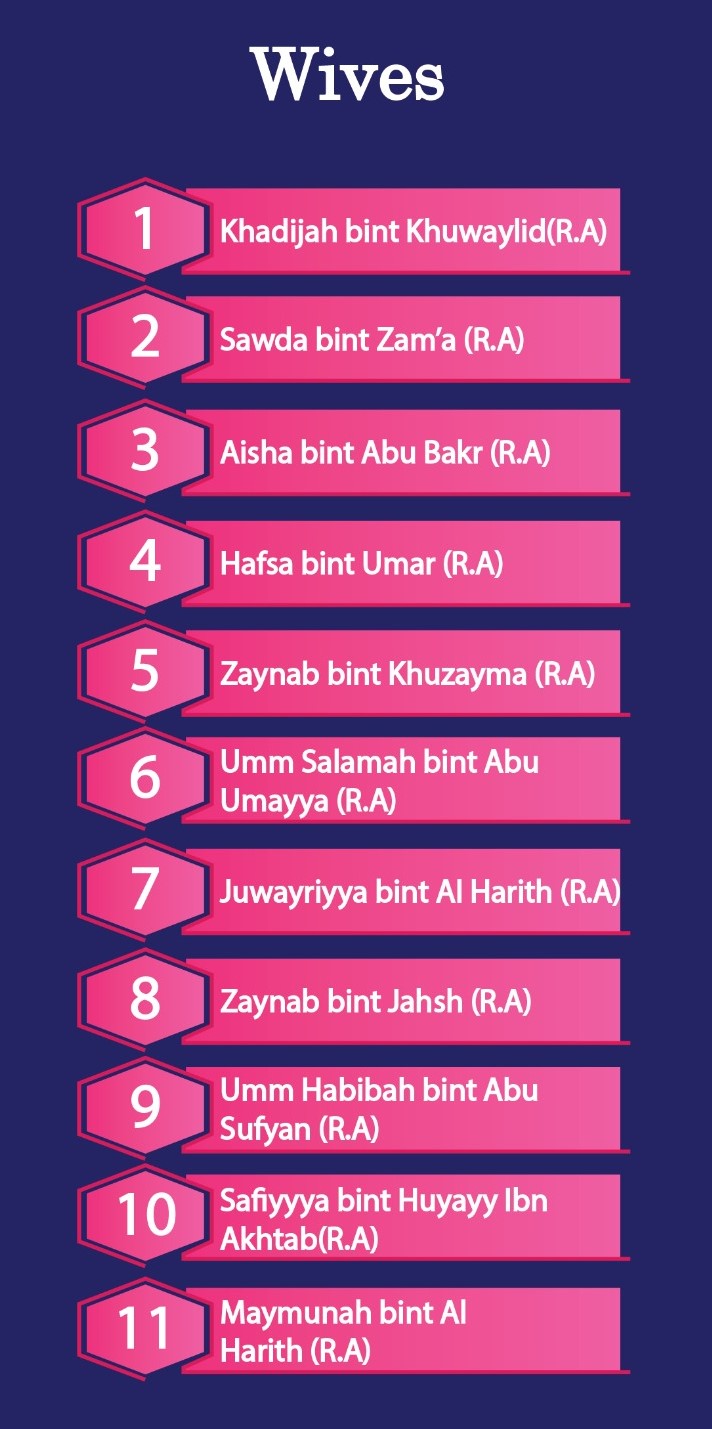 Wives
1
Khadijah bint Khuwaylid(R.A)
2
Sawda bint Zam’a (R.A)
3
Aisha bint Abu Bakr (R.A)
4
Hafsa bint Umar (R.A)
5
Zaynab bint Khuzayma (R.A)
6
Umm Salamah bint Abu
Umayya (R.A)
7
Juwayriyya bint Al Harith (R.A)
8
Zaynab bint Jahsh (R.A)
9
Umm Habibah bint Abu
Sufyan (R.A)
10
Safiyyya bint Huyayy Ibn
Akhtab(R.A)
11
Maymunah bint Al
Harith (R.A)